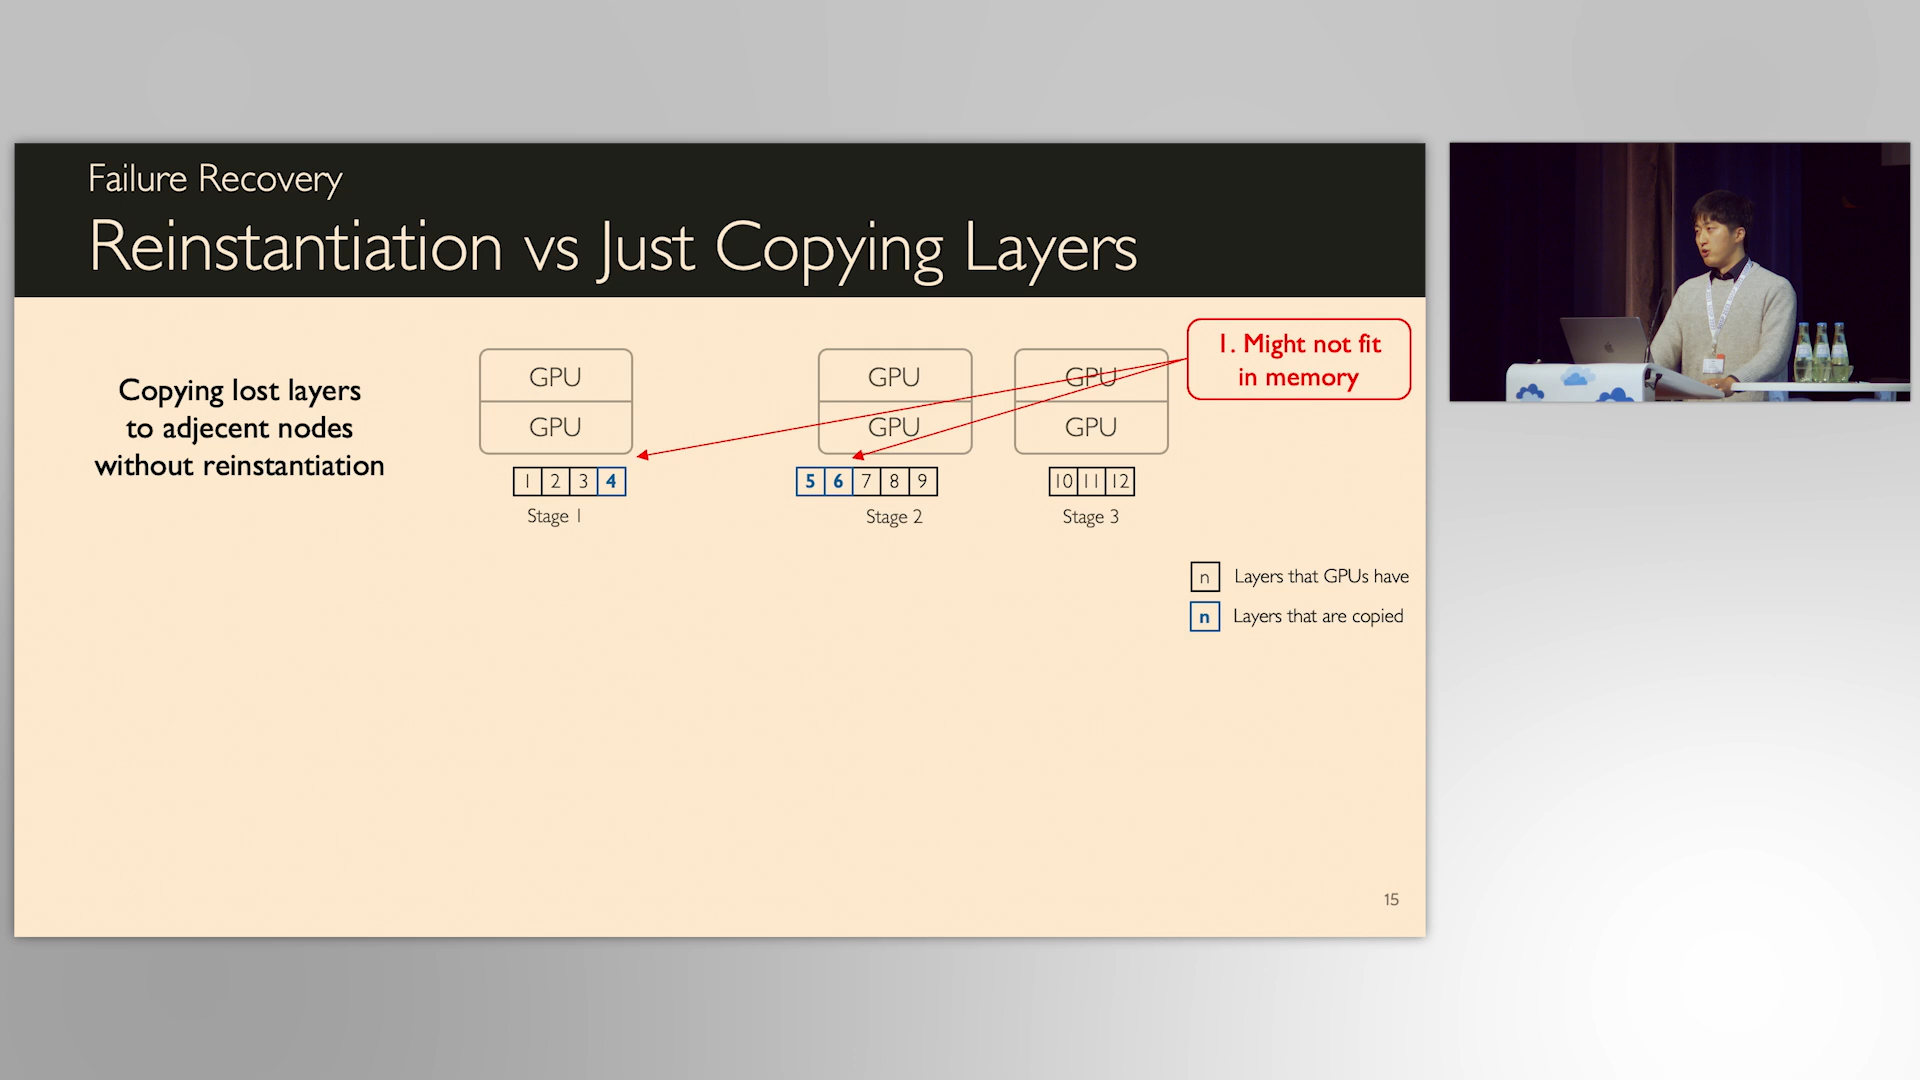 Failure Recovery
Reinstantiation vs Just Copying Layers
Copying lost layers
to adjecent nodes
without reinstantiation
GPU
GPU
1 2 3 4
Stage 1
GPU
GPU
5 6 7 8 9
Stage 2
GPU
GPU
10 11 12
Stage 3
1. Might not fit
in memory
n Layers that GPUs have
n Layers that are copied
15